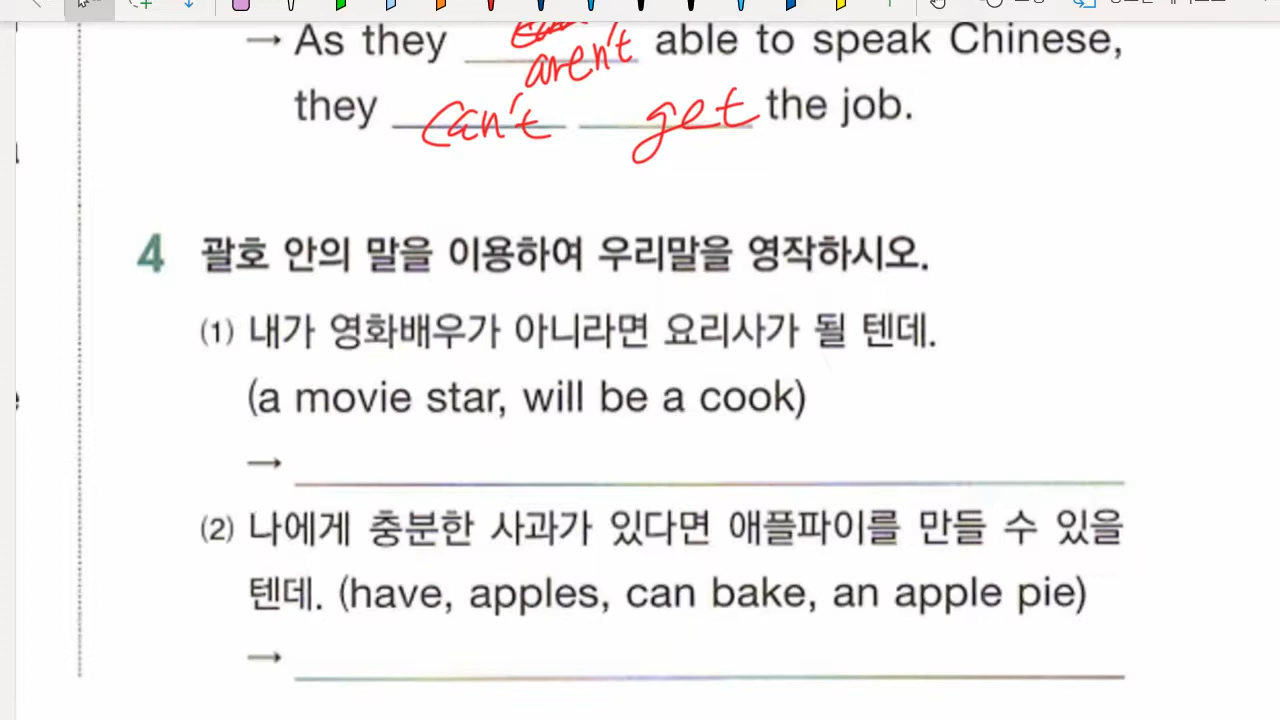 → As they aren't able to speak Chinese,
they can't get the job.
4 괄호 안의 말을 이용하여 우리말을 영작하시오.
(1) 내가 영화배우가 아니라면 요리사가 될 텐데.
(a movie star, will be a cook)
→
(2) 나에게 충분한 사과가 있다면 애플파이를 만들 수 있을
텐데. (have, apples, can bake, an apple pie)
→